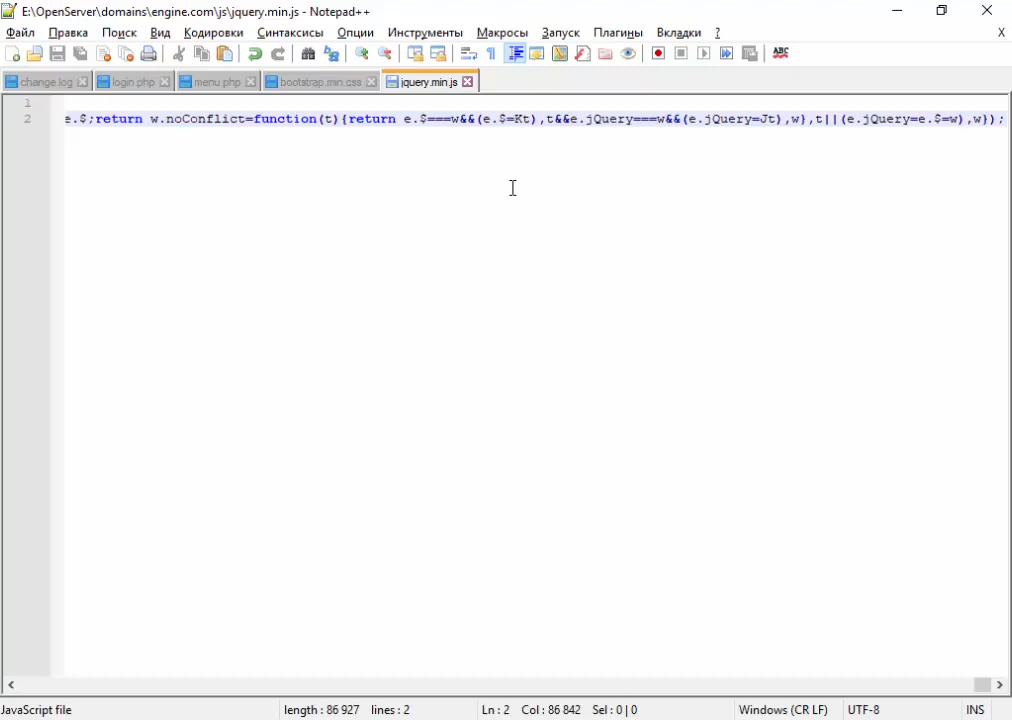 E:\OpenServer\domains\engine.com\js\jquery.min.js - Notepad++
Файл Правка Поиск Вид Кодировки Синтаксисы Опции Инструменты Макросы Запуск Плагины Вкладки ? X
ABC
change.log login.php menu.php bootstrap.min.css jquery.min.js
1
2 e.$;return w.noConflict=function(t){return e.$===w&&(e.$=Kt),t&&e.jQuery===w&&(e.jQuery=Jt),w},t||(e.jQuery=e.$=w),w});
JavaScript file length : 86 927 lines : 2 Ln : 2 Col : 86 842 Sel : 0 | 0 Windows (CR LF) UTF-8 INS